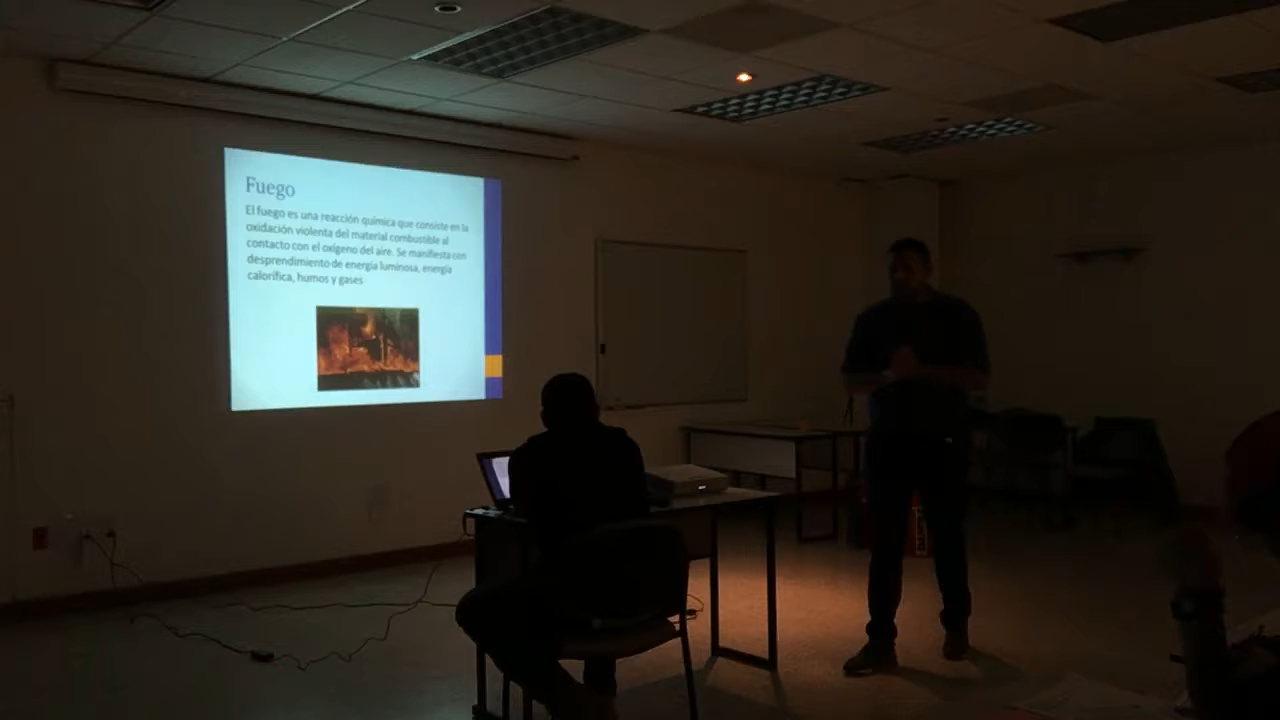 Fuego
El fuego es una reacción química que consiste en la
oxidación violenta del material combustible al
contacto con el oxígeno del aire. Se manifiesta con
desprendimiento de energía luminosa, energía
calorífica, humos y gases